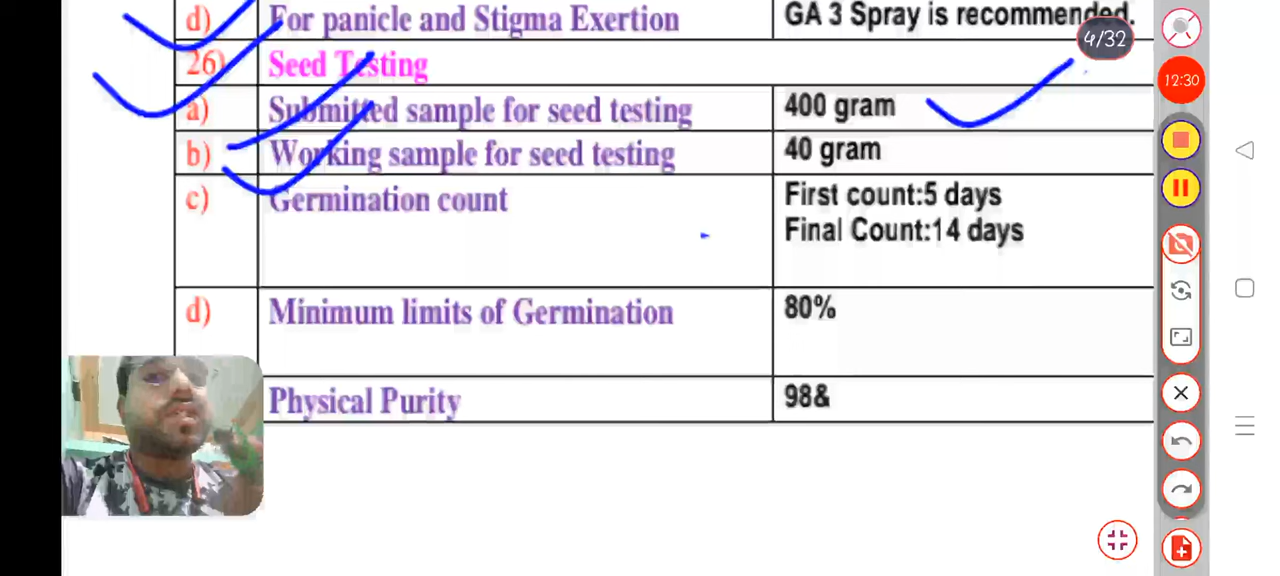 d) For panicle and Stigma Exertion GA 3 Spray is recommended.
4/32
26) Seed Testing
12:30
a) Submitted sample for seed testing 400 gram
b) Working sample for seed testing 40 gram
c) Germination count First count:5 days
Final Count:14 days
d) Minimum limits of Germination 80%
Physical Purity 98&